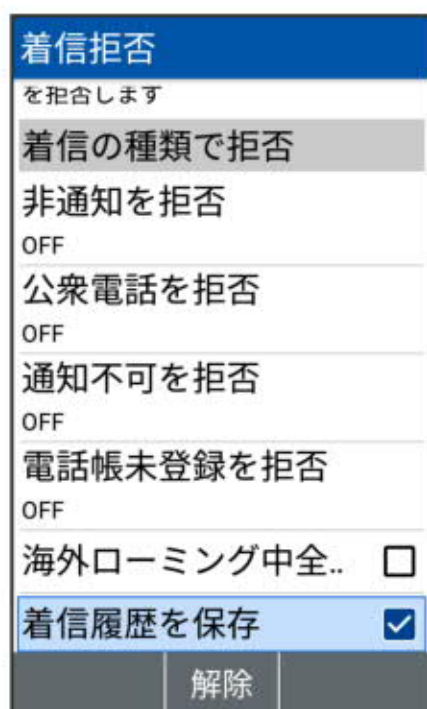 着信拒否
を拒否します
着信の種類で拒否
非通知を拒否
OFF
公衆電話を拒否
OFF
通知不可を拒否
OFF
電話帳未登録を拒否
OFF
海外ローミング中全..
着信履歴を保存
解除